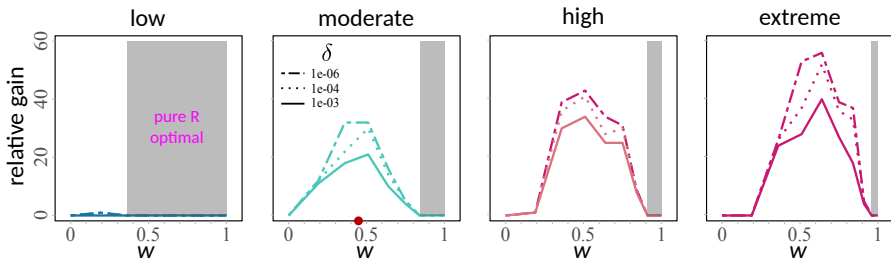 low moderate high extreme
relative gain
60
40
20
0
pure R
optimal
δ
1e-06
1e-04
1e-03
0 0.5 1
0 0.5 1
0 0.5 1
0 0.5 1
w w w w